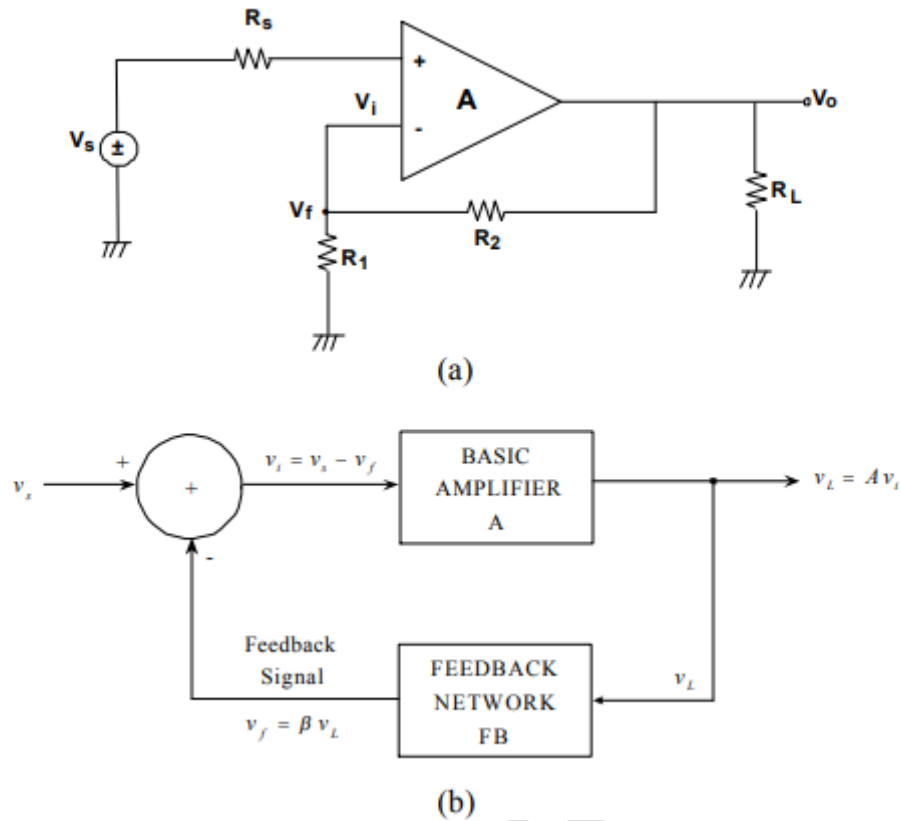 Rs
+
A
Vi
-
Vo
Vs
±
Vf
R2
RL
R1
(a)
+
vs
+
vi = vs − vf
BASIC
AMPLIFIER
A
vL = A vi
-
Feedback
Signal
vf = β vL
FEEDBACK
NETWORK
FB
vL
(b)